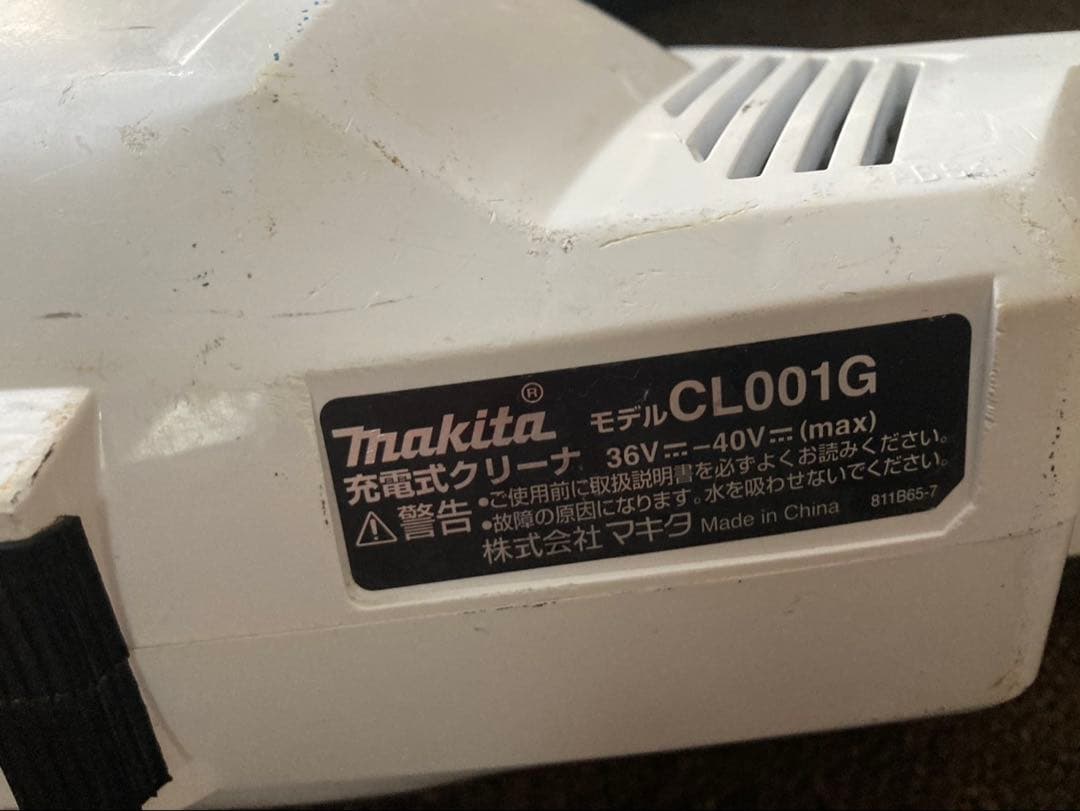 makita® モデルCL001G
充電式クリーナ 36V⎓−40V⎓(max)
⚠警告 •ご使用前に取扱説明書を必ずよくお読みください。
•故障の原因になります。水を吸わせないでください。
株式会社 マキタ Made in China 811B65-7